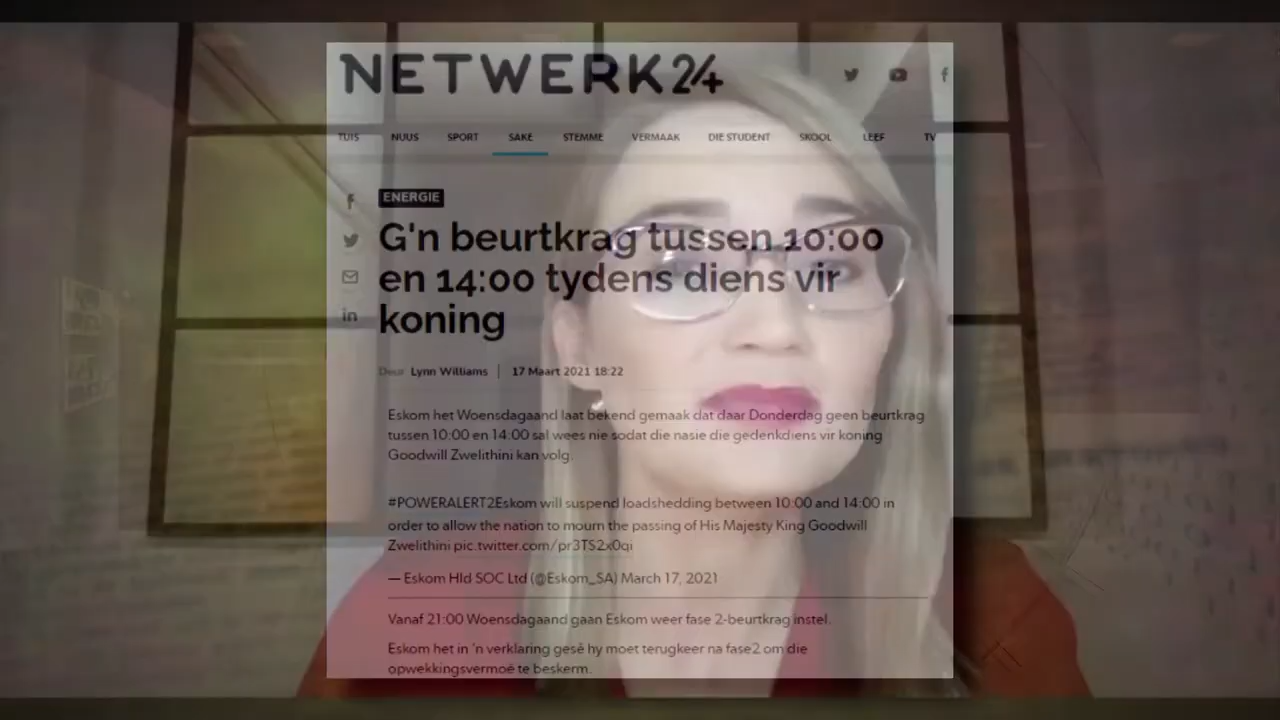 NETWERK24
TUIS NUUS SPORT SAKE STEMME VERMAAK DIE STUDENT SKOOL LEEF TV
ENERGIE
G'n beurtkrag tussen 10:00
en 14:00 tydens diens vir
koning
Deur Lynn Williams | 17 Maart 2021 18:22
Eskom het Woensdagaand laat bekend gemaak dat daar Donderdag geen beurtkrag
tussen 10:00 en 14:00 sal wees nie sodat die nasie die gedenkdiens vir koning
Goodwill Zwelithini kan volg.
#POWERALERT2Eskom will suspend loadshedding between 10:00 and 14:00 in
order to allow the nation to mourn the passing of His Majesty King Goodwill
Zwelithini pic.twitter.com/pr3TS2x0qi
— Eskom Hld SOC Ltd (@Eskom_SA) March 17, 2021
Vanaf 21:00 Woensdagaand gaan Eskom weer fase 2-beurtkrag instel.
Eskom het in 'n verklaring gesê hy moet terugkeer na fase2 om die
opwekkingsvermoë te beskerm.